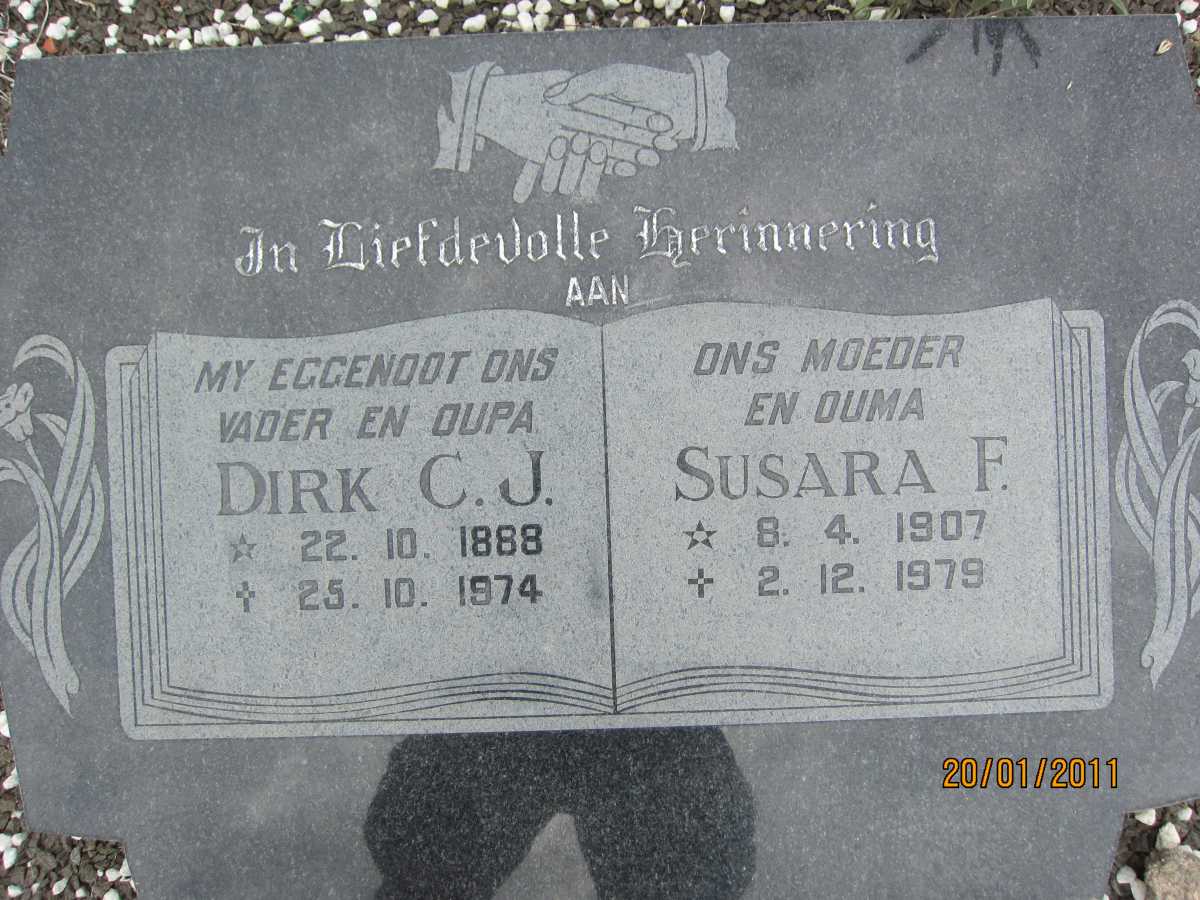 In Liefdevolle Herinnering
AAN
MY EGGENOOT ONS
VADER EN OUPA
DIRK C.J.
22. 10. 1888
25. 10. 1974
ONS MOEDER
EN OUMA
SUSARA F.
8. 4. 1907
2. 12. 1979
20/01/2011